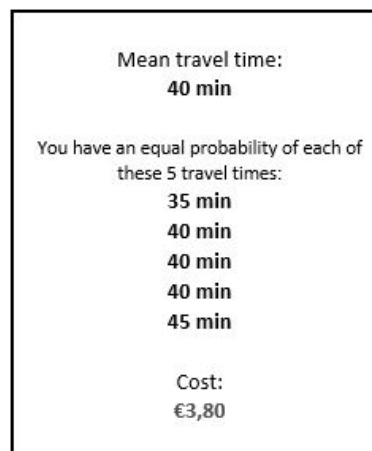 Mean travel time:
40 min
You have an equal probability of each of
these 5 travel times:
35 min
40 min
40 min
40 min
45 min
Cost:
€3,80